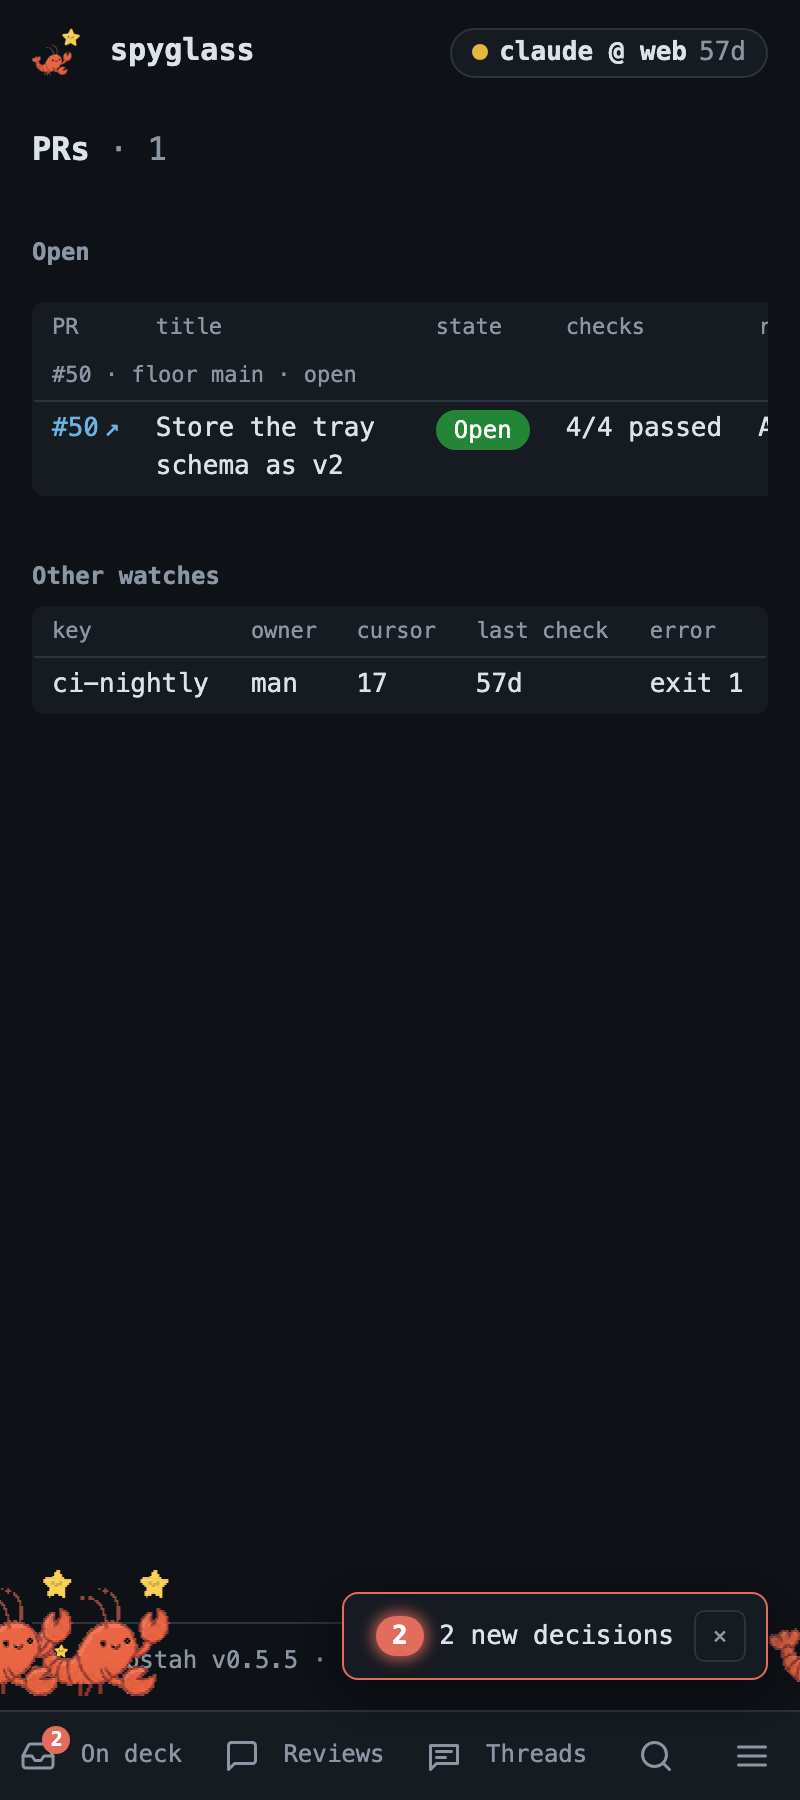 spyglass
claude @ web 57d
PRs · 1
Open
PR title state checks
#50 · floor main · open
#50↗ Store the tray schema as v2 Open 4/4 passed A
Other watches
key owner cursor last check error
ci-nightly man 17 57d exit 1
ostah v0.5.5 ·
2 2 new decisions ×
2 On deck Reviews Threads